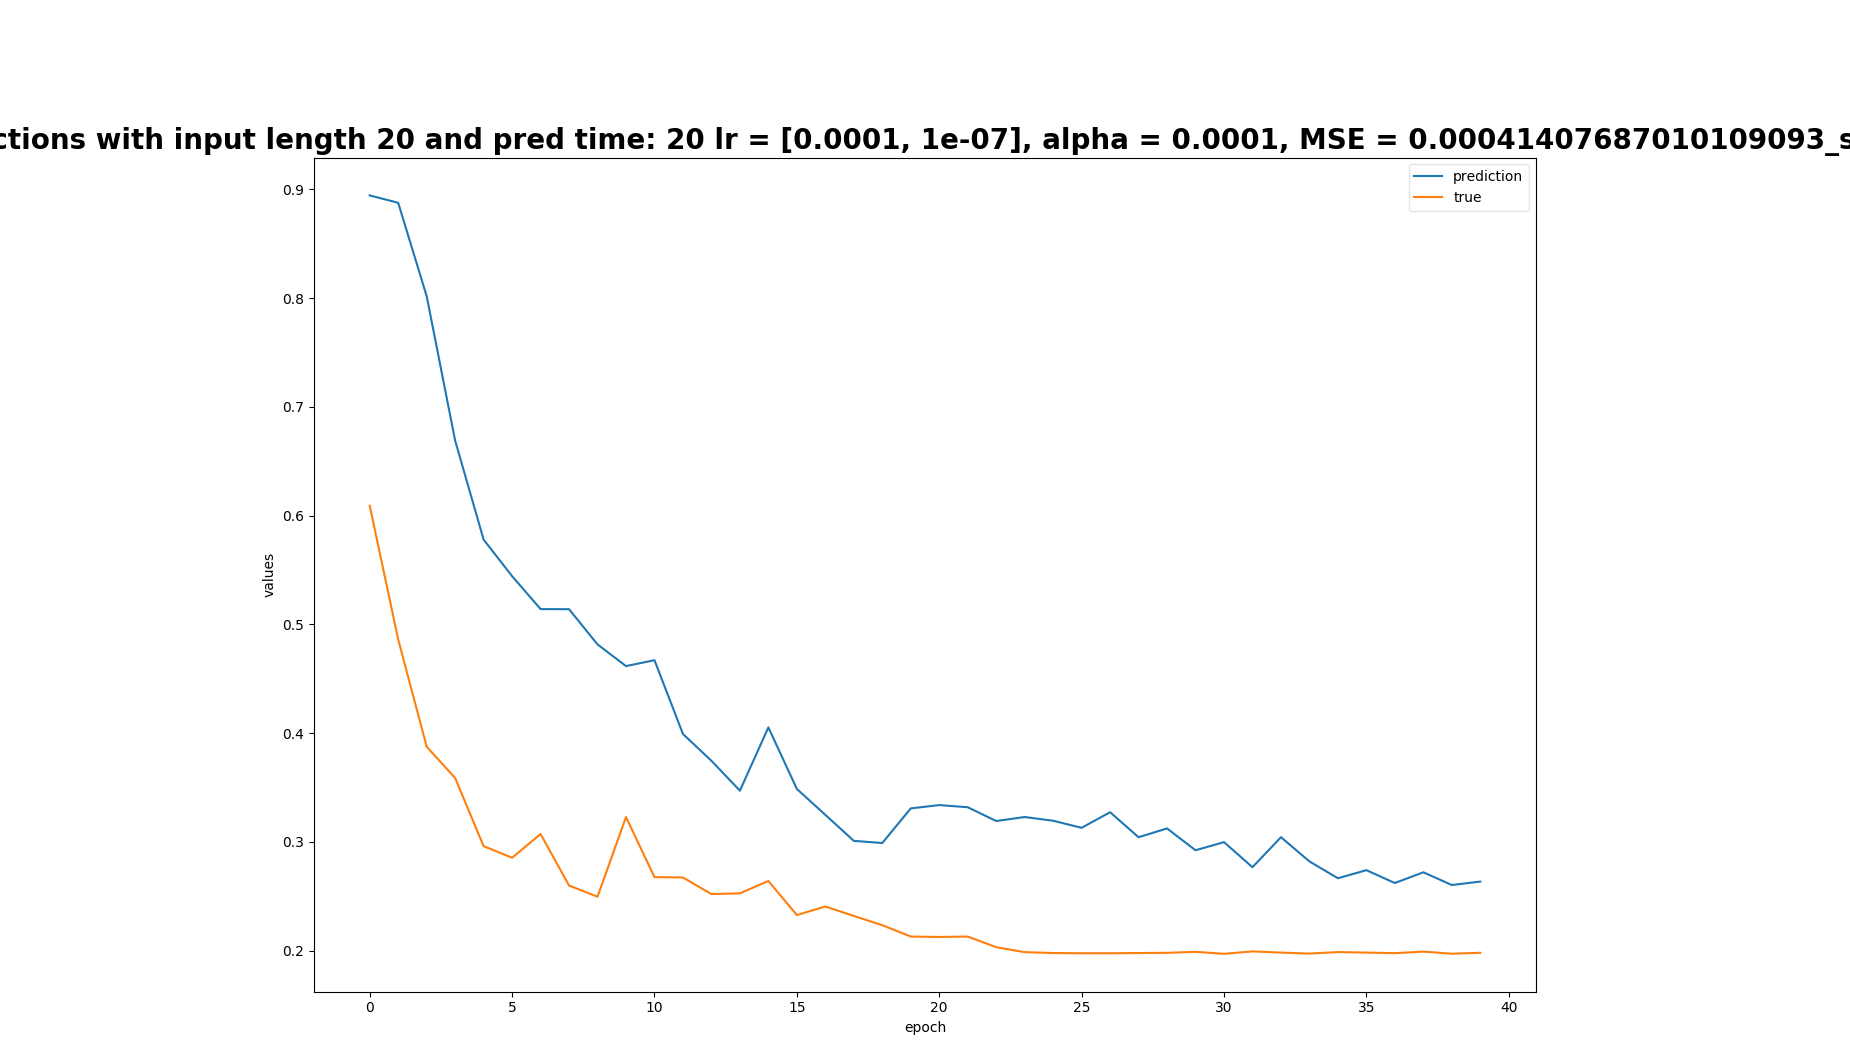 ctions with input length 20 and pred time: 20 lr = [0.0001, 1e-07], alpha = 0.0001, MSE = 0.00041407687010109093_s
prediction
true
0.9
0.8
0.7
0.6
0.5
0.4
0.3
0.2
values
0 5 10 15 20 25 30 35 40
epoch